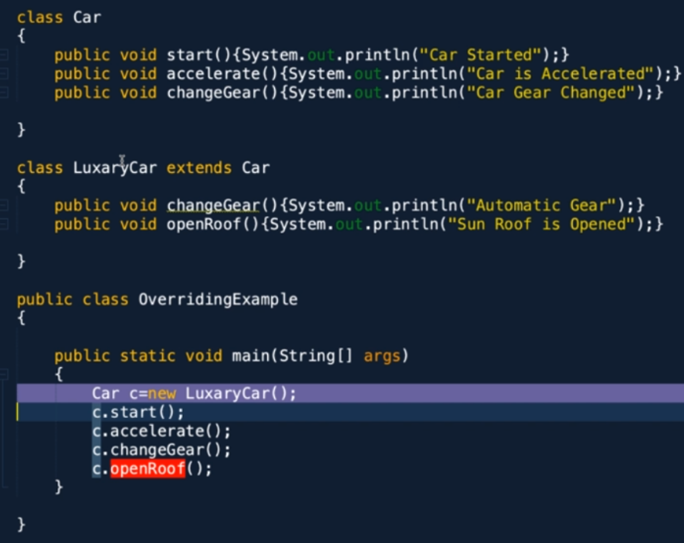 class Car
{
public void start(){System.out.println("Car Started");}
public void accelerate(){System.out.println("Car is Accelerated");}
public void changeGear(){System.out.println("Car Gear Changed");}
}
class LuxaryCar extends Car
{
public void changeGear(){System.out.println("Automatic Gear");}
public void openRoof(){System.out.println("Sun Roof is Opened");}
}
public class OverridingExample
{
public static void main(String[] args)
{
Car c=new LuxaryCar();
c.start();
c.accelerate();
c.changeGear();
c.openRoof();
}
}